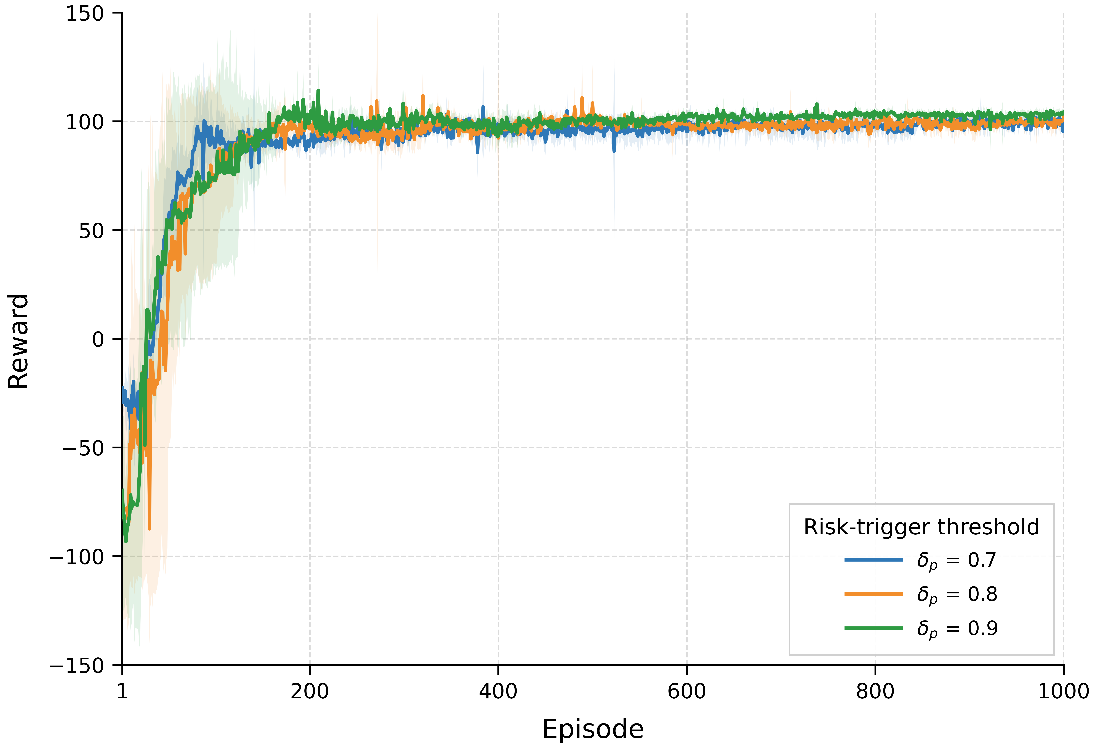 150
100
50
0
−50
−100
−150
Reward
1
200
400
600
800
1000
Episode
Risk-trigger threshold
δp = 0.7
δp = 0.8
δp = 0.9